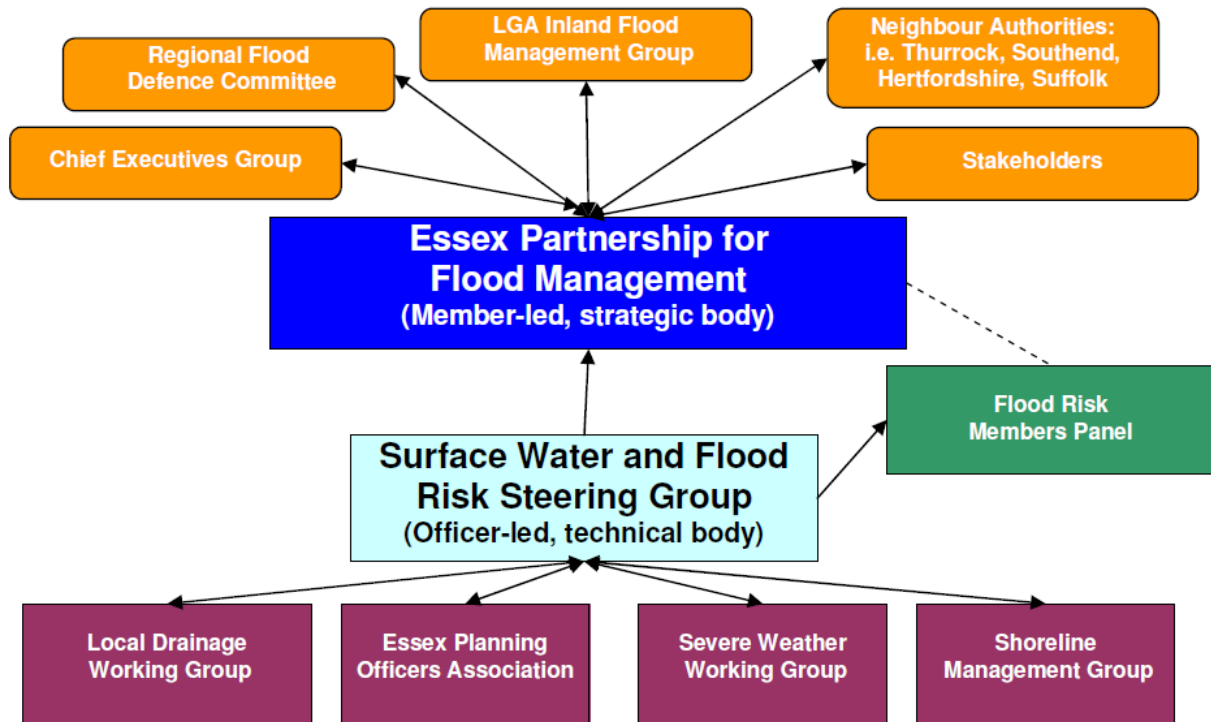 LGA Inland Flood
Management Group
Neighbour Authorities:
i.e. Thurrock, Southend,
Hertfordshire, Suffolk
Regional Flood
Defence Committee
Chief Executives Group
Stakeholders
Essex Partnership for
Flood Management
(Member-led, strategic body)
Flood Risk
Members Panel
Surface Water and Flood
Risk Steering Group
(Officer-led, technical body)
Local Drainage
Working Group
Essex Planning
Officers Association
Severe Weather
Working Group
Shoreline
Management Group